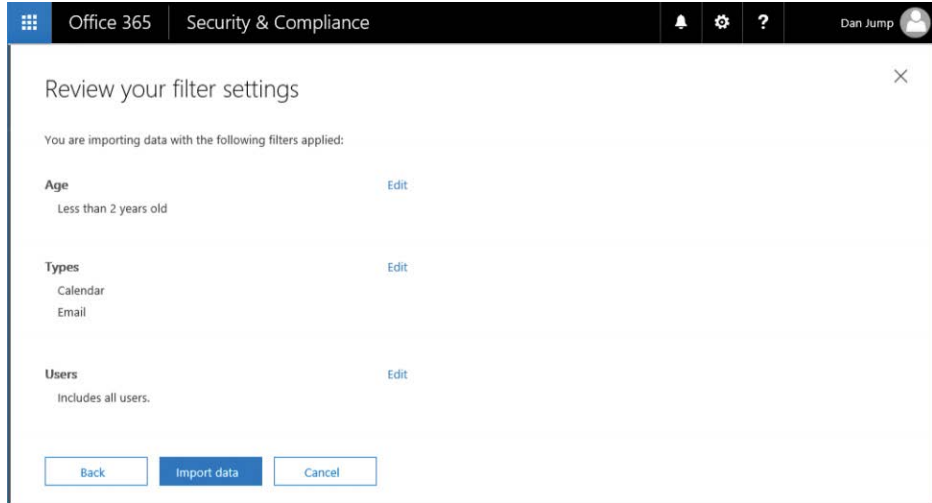 Office 365 Security & Compliance ? Dan Jump
Review your filter settings
You are importing data with the following filters applied:
Age Edit
Less than 2 years old
Types Edit
Calendar
Email
Users Edit
Includes all users.
Back Import data Cancel